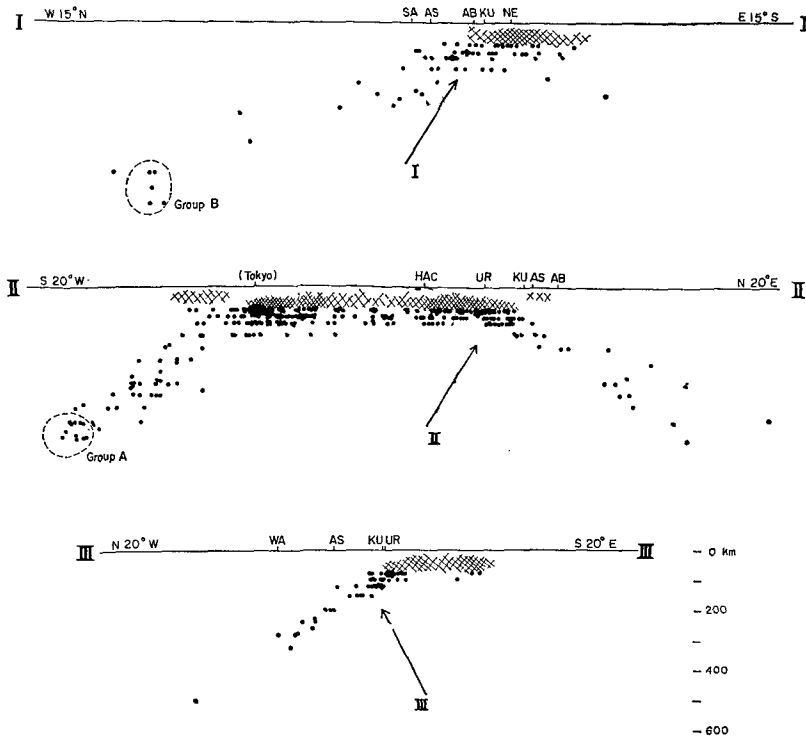 I W 15° N SA AS AB KU NE E 15° S I
I
Group B
(Tokyo) HAC UR KU AS AB
II S 20° W. N 20° E II
II
Group A
WA AS KU UR
III N 20° W S 20° E III - 0 km
- 200
III
- 400
- 600